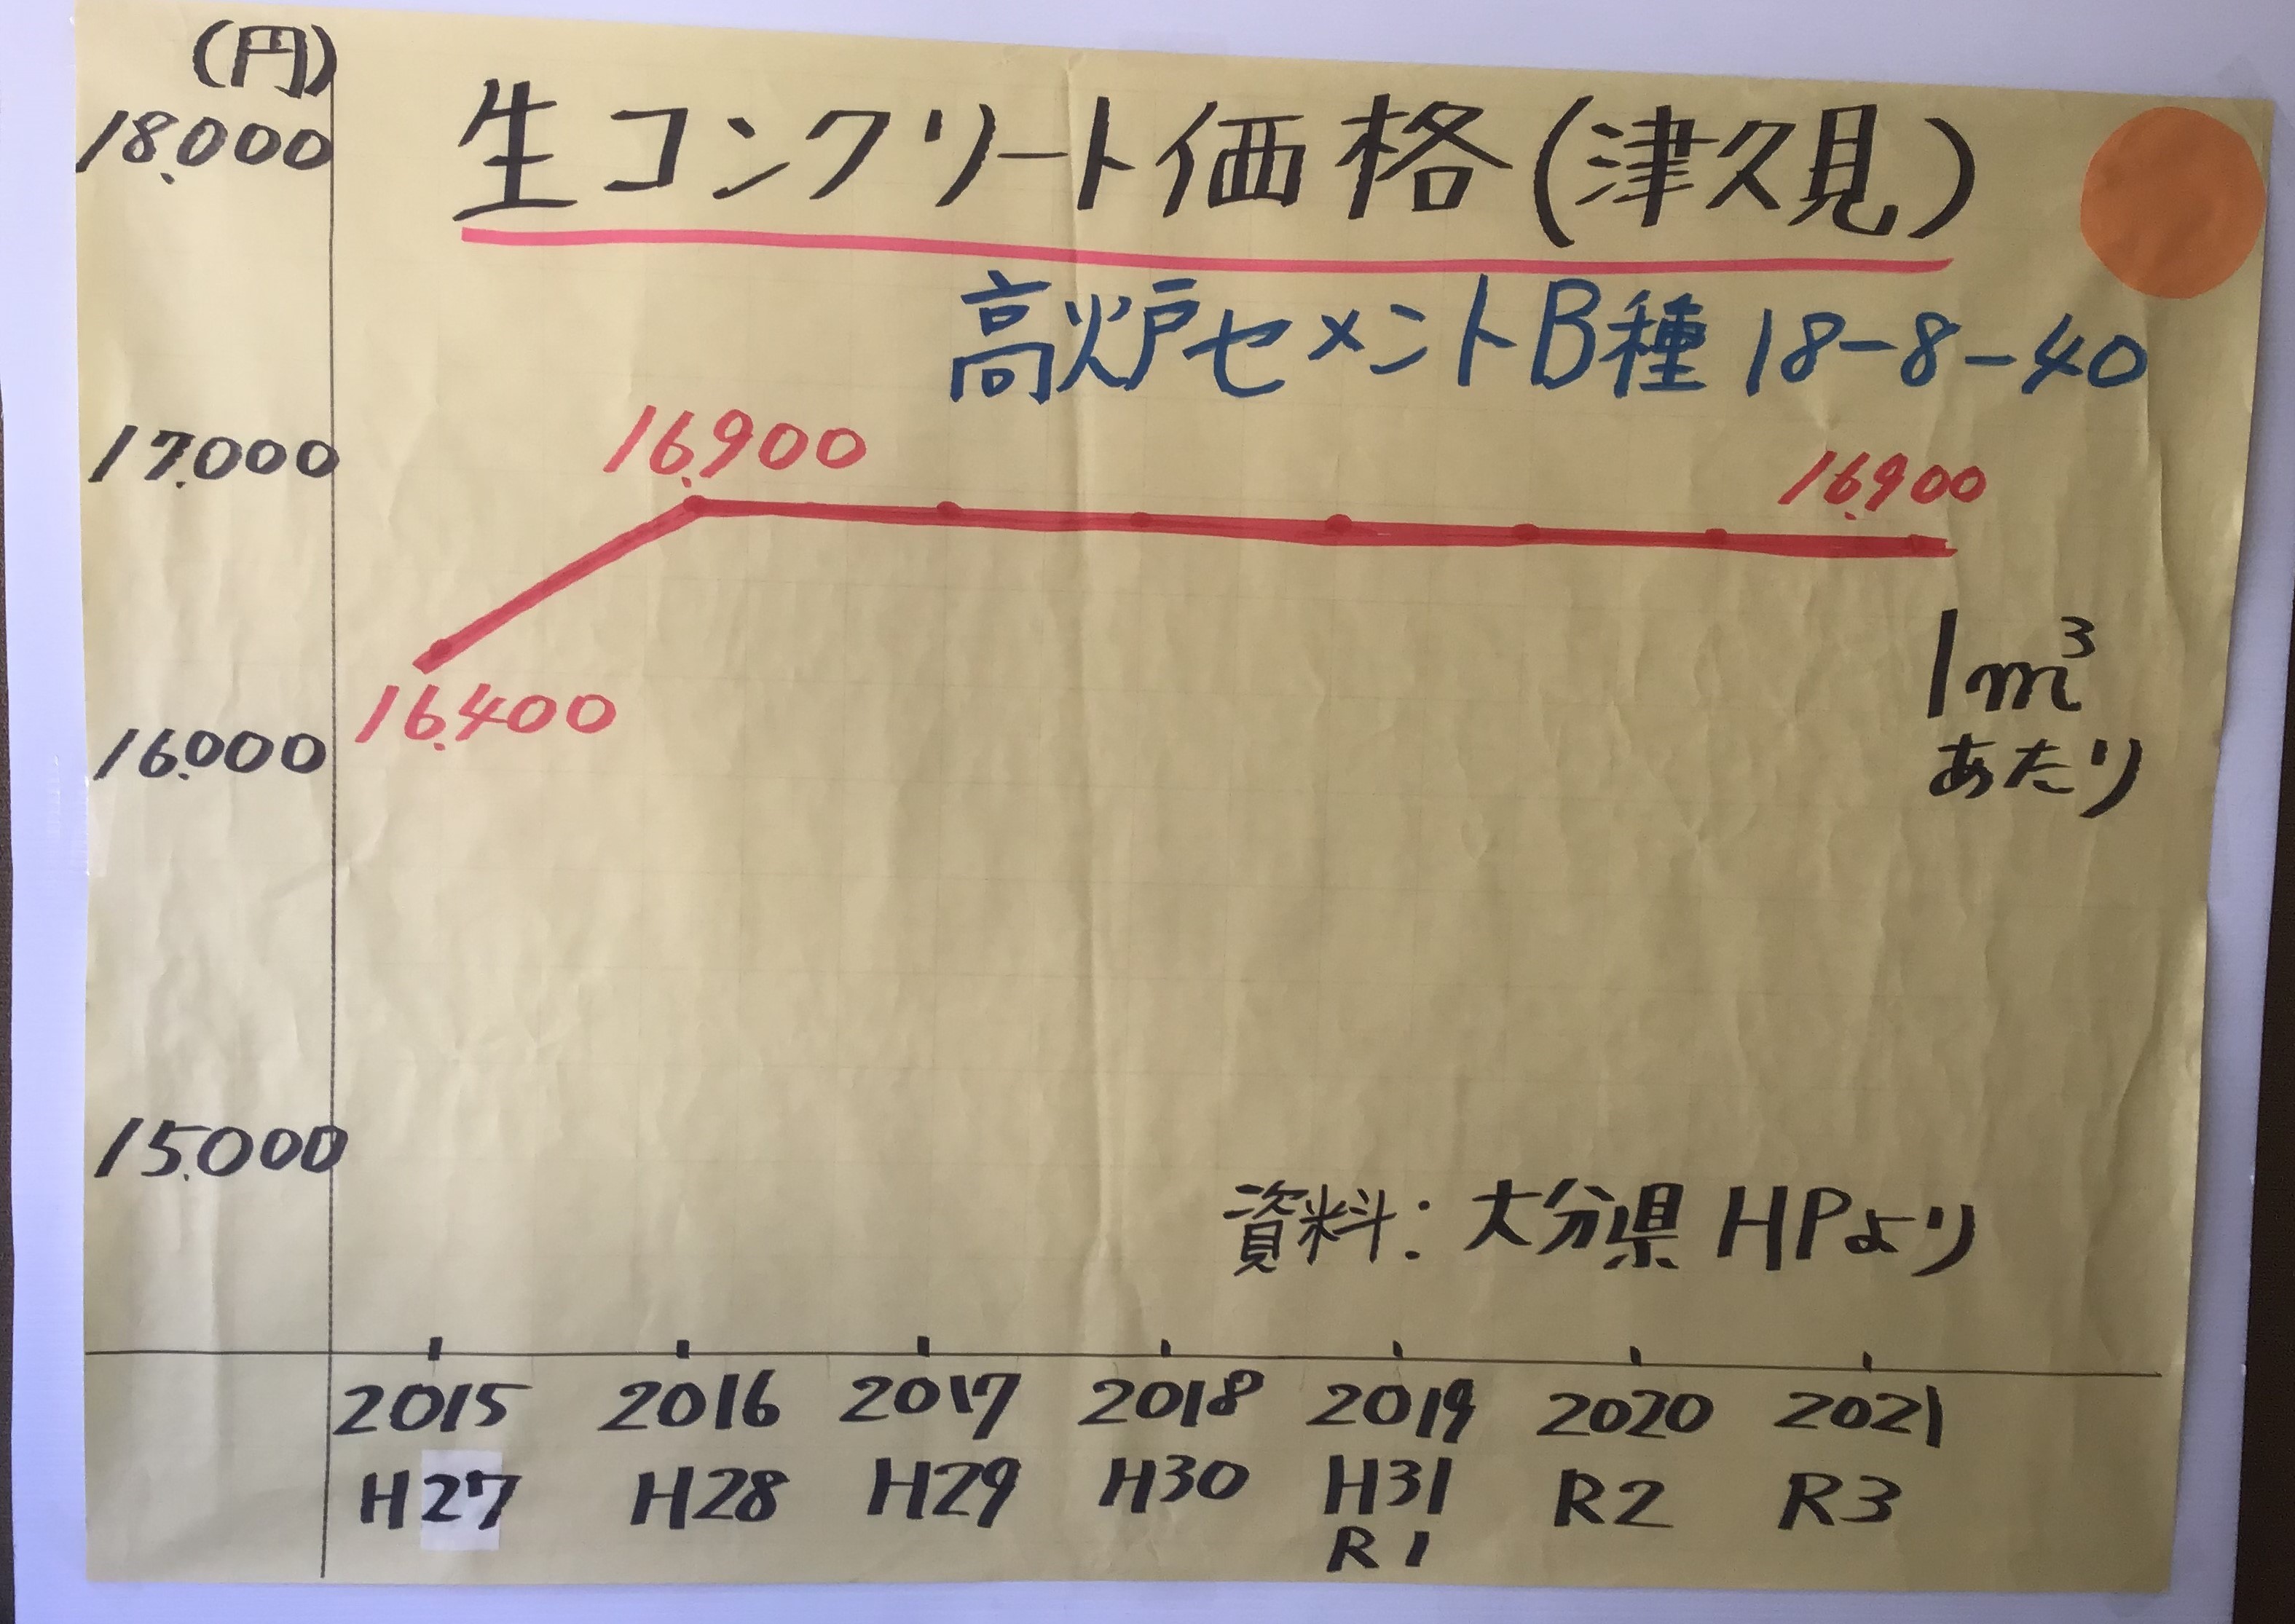 (円)
18,000
生コンクリート価格(津久見)
高炉セメントB種 18-8-40
17,000
16,900
16,900
16,400
1m³
あたり
16,000
15,000
資料:大分県HPより
2015 2016 2017 2018 2019 2020 2021
H27 H28 H29 H30 H31 R2 R3
R1